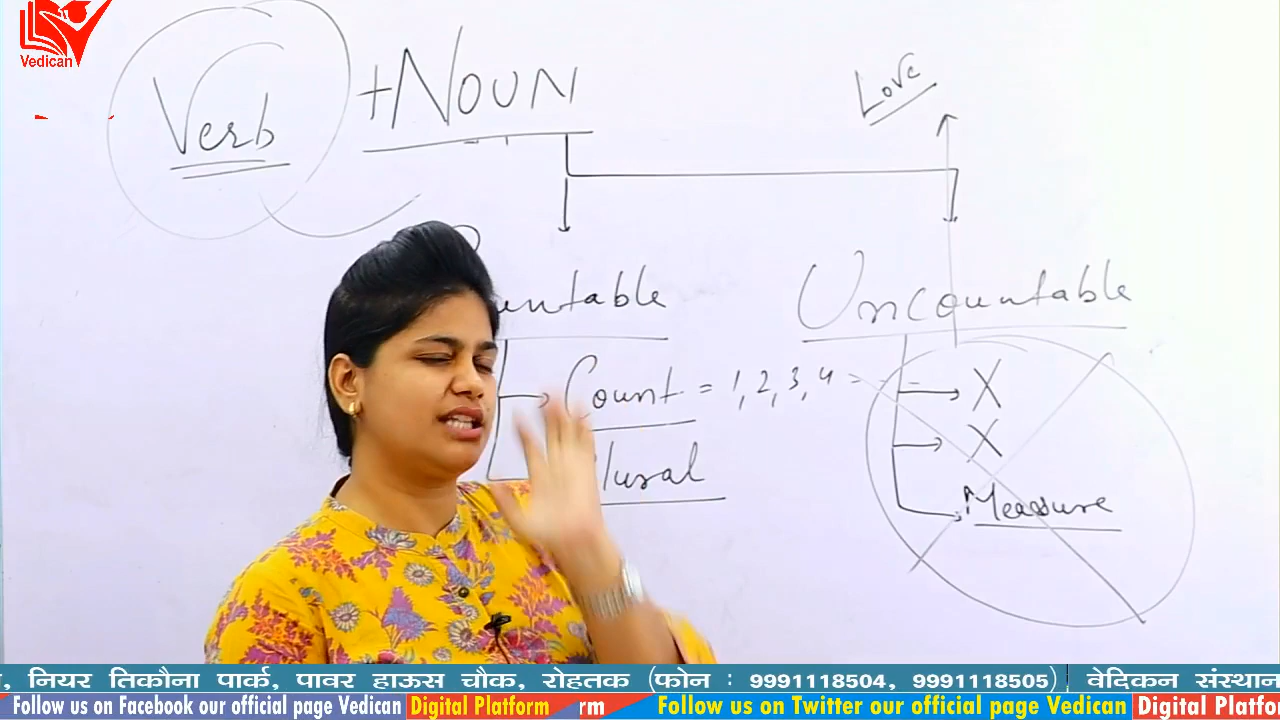 Vedican
Verb + NOUN
Love
untable
Uncountable
Count = 1, 2, 3, 4 -
X
X
lural
Measure
, नियर तिकौना पार्क, पावर हाऊस चौक, रोहतक (फोन : 9991118504, 9991118505) वेदिकन संस्थान
Follow us on Facebook our official page Vedican Digital Platform rm Follow us on Twitter our official page Vedican Digital Platfo